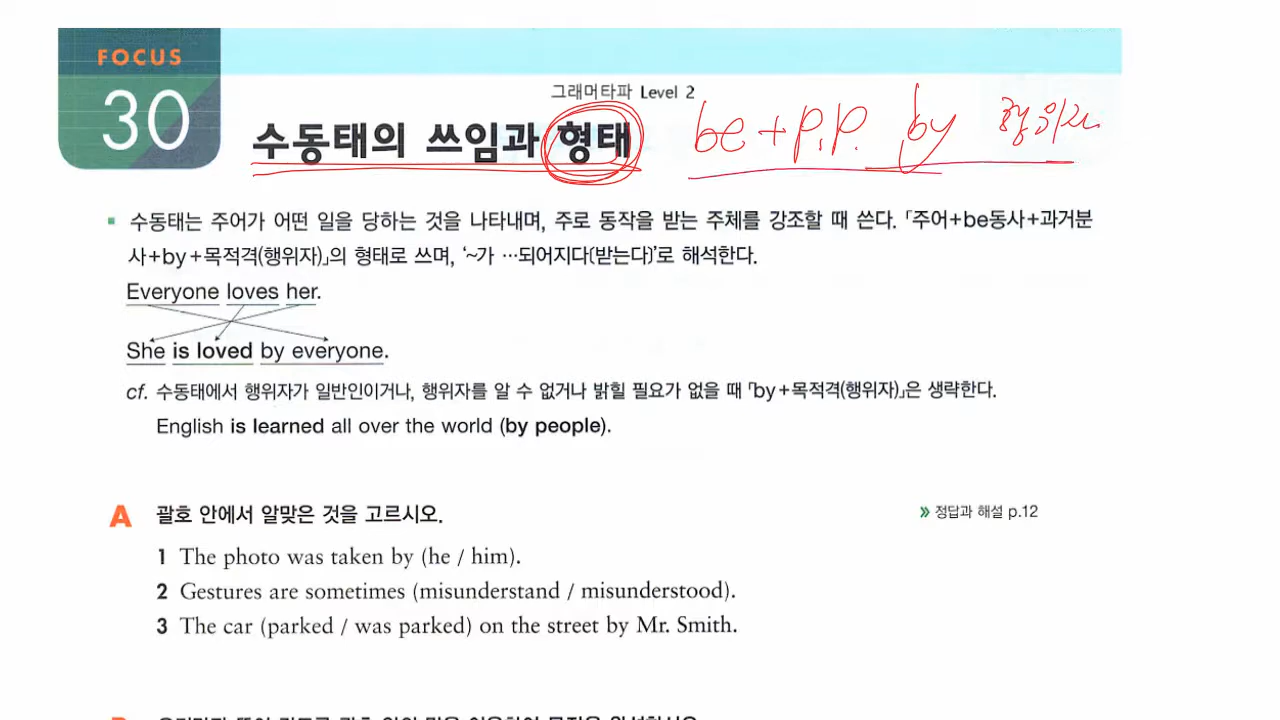 FOCUS
30
그래머타파 Level 2
수동태의 쓰임과 형태 be+p.p. by 행위자
▪ 수동태는 주어가 어떤 일을 당하는 것을 나타내며, 주로 동작을 받는 주체를 강조할 때 쓴다. 「주어+be동사+과거분
사+by+목적격(행위자)」의 형태로 쓰며, ‘~가 …되어지다(받는다)’로 해석한다.
Everyone loves her.
She is loved by everyone.
cf. 수동태에서 행위자가 일반인이거나, 행위자를 알 수 없거나 밝힐 필요가 없을 때 「by+목적격(행위자)」은 생략한다.
English is learned all over the world (by people).
A 괄호 안에서 알맞은 것을 고르시오.
» 정답과 해설 p.12
1 The photo was taken by (he / him).
2 Gestures are sometimes (misunderstand / misunderstood).
3 The car (parked / was parked) on the street by Mr. Smith.